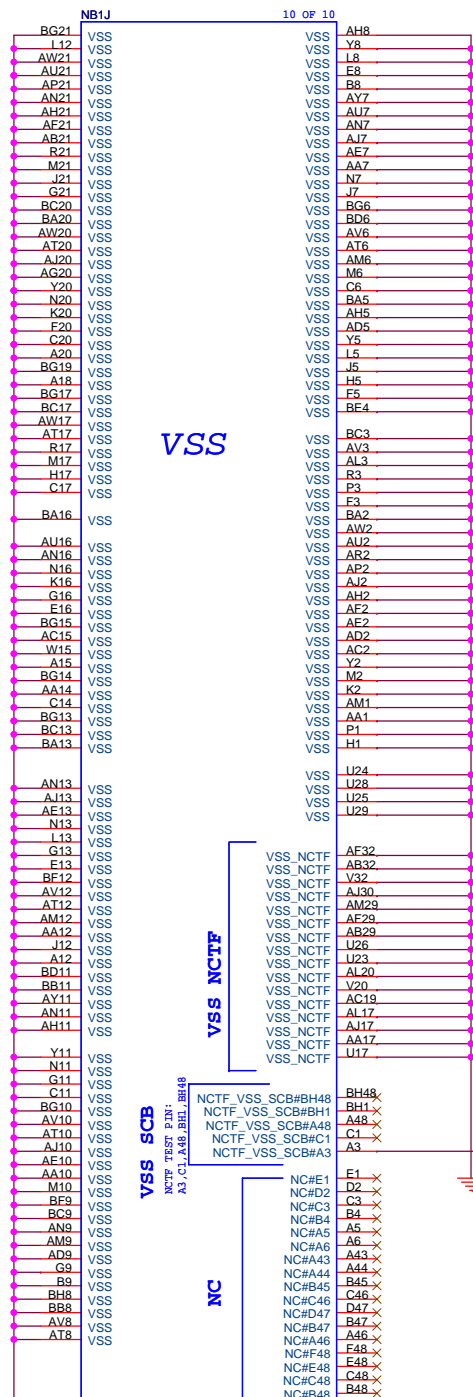 NB1J 10 OF 10
BG21 VSS VSS AH8
L12 VSS VSS Y8
AW21 VSS VSS L8
AU21 VSS VSS E8
AP21 VSS VSS B8
AN21 VSS VSS AY7
AH21 VSS VSS AU7
AF21 VSS VSS AN7
AB21 VSS VSS AJ7
R21 VSS VSS AE7
M21 VSS VSS AA7
J21 VSS VSS N7
G21 VSS VSS J7
BC20 VSS VSS BG6
BA20 VSS VSS BD6
AW20 VSS VSS AV6
AT20 VSS VSS AT6
AJ20 VSS VSS AM6
AG20 VSS VSS M6
Y20 VSS VSS C6
N20 VSS VSS BA5
K20 VSS VSS AH5
F20 VSS VSS AD5
C20 VSS VSS Y5
A20 VSS VSS L5
BG19 VSS VSS J5
A18 VSS VSS H5
BG17 VSS VSS F5
BC17 VSS VSS BE4
AW17 VSS
AT17 VSS VSS BC3
R17 VSS VSS AV3
M17 VSS VSS AL3
H17 VSS VSS R3
C17 VSS VSS P3
VSS F3
BA16 VSS VSS BA2
VSS AW2
AU16 VSS VSS AU2
AN16 VSS VSS AR2
N16 VSS VSS AP2
K16 VSS VSS AJ2
G16 VSS VSS AH2
E16 VSS VSS AF2
BG15 VSS VSS AE2
AC15 VSS VSS AD2
W15 VSS VSS AC2
A15 VSS VSS Y2
BG14 VSS VSS M2
AA14 VSS VSS K2
C14 VSS VSS AM1
BG13 VSS VSS AA1
BC13 VSS VSS P1
BA13 VSS VSS H1
VSS
VSS U24
AN13 VSS VSS U28
AJ13 VSS VSS U25
AE13 VSS VSS U29
N13 VSS
L13 VSS
G13 VSS VSS_NCTF AF32
E13 VSS VSS_NCTF AB32
BF12 VSS VSS_NCTF V32
AV12 VSS VSS_NCTF AJ30
AT12 VSS VSS_NCTF AM29
AM12 VSS VSS_NCTF AF29
AA12 VSS VSS_NCTF AB29
J12 VSS VSS_NCTF U26
A12 VSS VSS_NCTF U23
BD11 VSS VSS_NCTF AL20
BB11 VSS VSS_NCTF V20
AY11 VSS VSS_NCTF AC19
AN11 VSS VSS_NCTF AL17
AH11 VSS VSS_NCTF AJ17
VSS_NCTF AA17
Y11 VSS VSS_NCTF U17
N11 VSS
VSS NCTF
G11 VSS
C11 VSS NCTF_VSS_SCB#BH48 BH48
BG10 VSS NCTF_VSS_SCB#BH1 BH1
AV10 VSS NCTF_VSS_SCB#A48 A48
AT10 VSS NCTF_VSS_SCB#C1 C1
AJ10 VSS NCTF_VSS_SCB#A3 A3
AE10 VSS
VSS SCB
NCTF TEST PIN:
A3,C1,A48,BH1,BH48
AA10 VSS NC#E1 E1
M10 VSS NC#D2 D2
BF9 VSS NC#C3 C3
BC9 VSS NC#B4 B4
AN9 VSS NC#A5 A5
AM9 VSS NC#A6 A6
AD9 VSS NC#A43 A43
G9 VSS NC#A44 A44
B9 VSS NC#B45 B45
BH8 VSS NC#C46 C46
BB8 VSS NC#D47 D47
AV8 VSS NC#B47 B47
AT8 VSS NC#A46 A46
NC#F48 F48
NC#E48 E48
NC#C48 C48
NC#B48 B48
NC